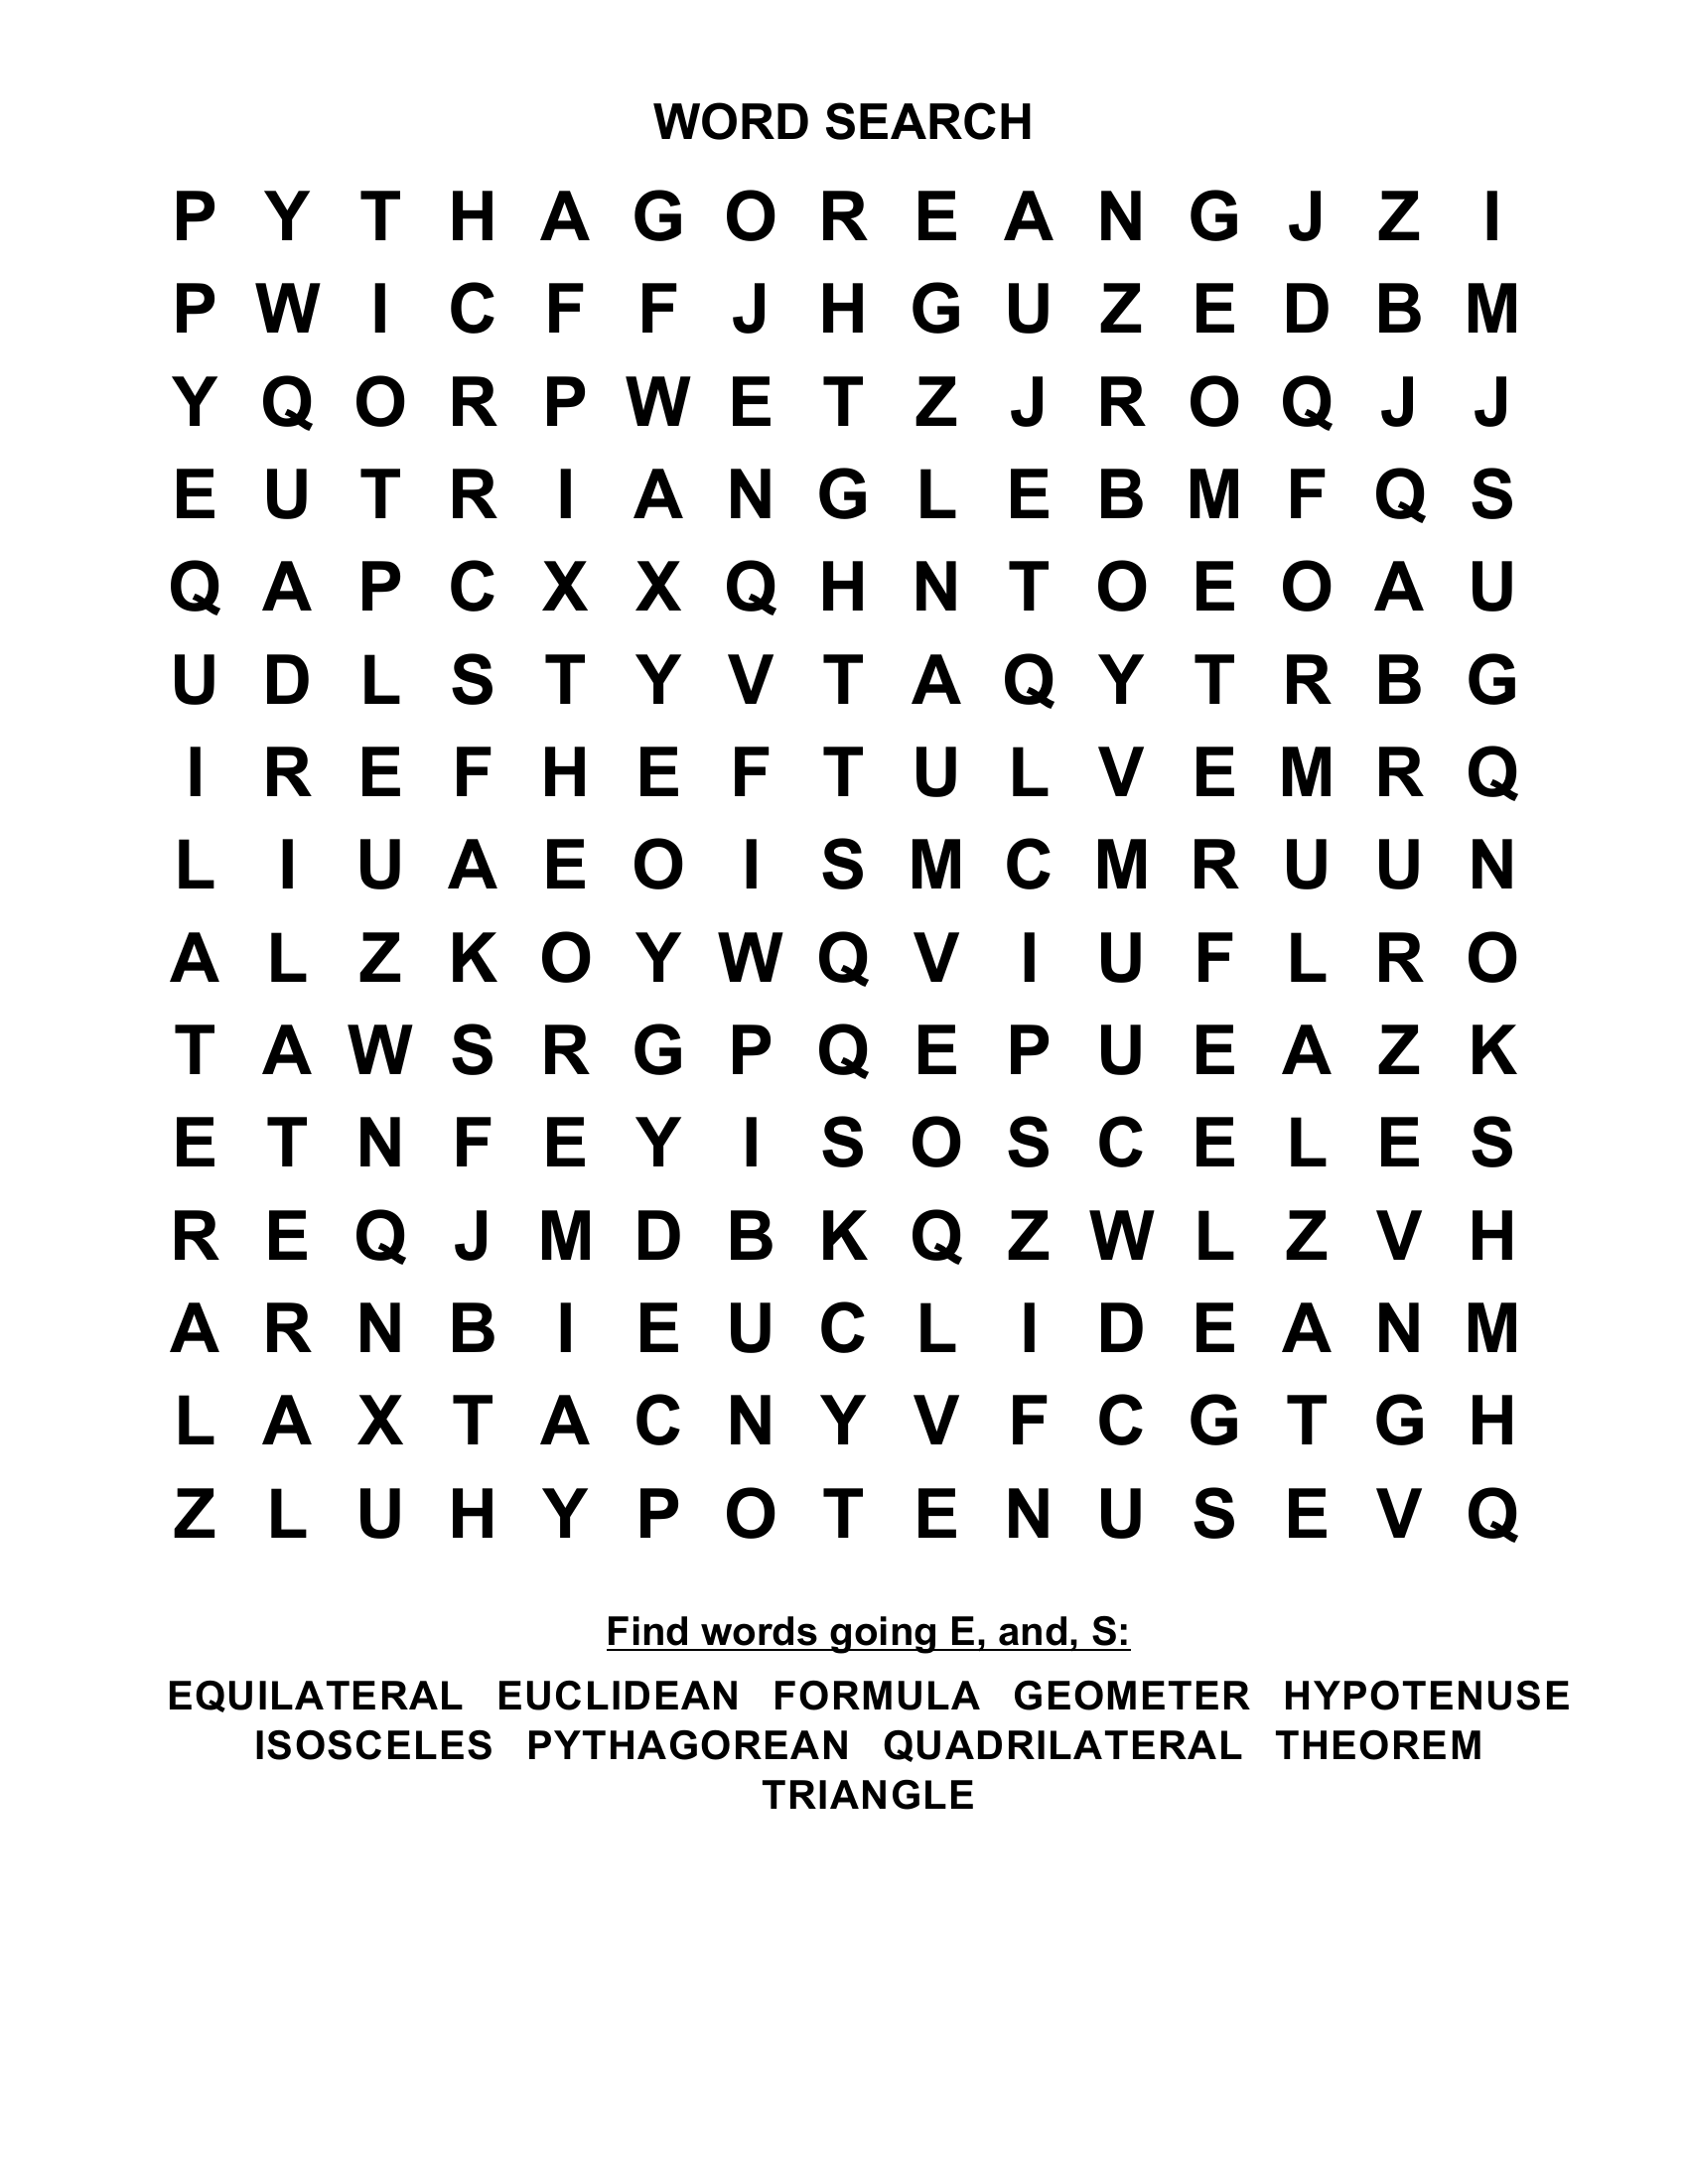 WORD SEARCH
P Y T H A G O R E A N G J Z I
P W I C F F J H G U Z E D B M
Y Q O R P W E T Z J R O Q J J
E U T R I A N G L E B M F Q S
Q A P C X X Q H N T O E O A U
U D L S T Y V T A Q Y T R B G
I R E F H E F T U L V E M R Q
L I U A E O I S M C M R U U N
A L Z K O Y W Q V I U F L R O
T A W S R G P Q E P U E A Z K
E T N F E Y I S O S C E L E S
R E Q J M D B K Q Z W L Z V H
A R N B I E U C L I D E A N M
L A X T A C N Y V F C G T G H
Z L U H Y P O T E N U S E V Q
Find words going E, and, S:
EQUILATERAL EUCLIDEAN FORMULA GEOMETER HYPOTENUSE
ISOSCELES PYTHAGOREAN QUADRILATERAL THEOREM
TRIANGLE